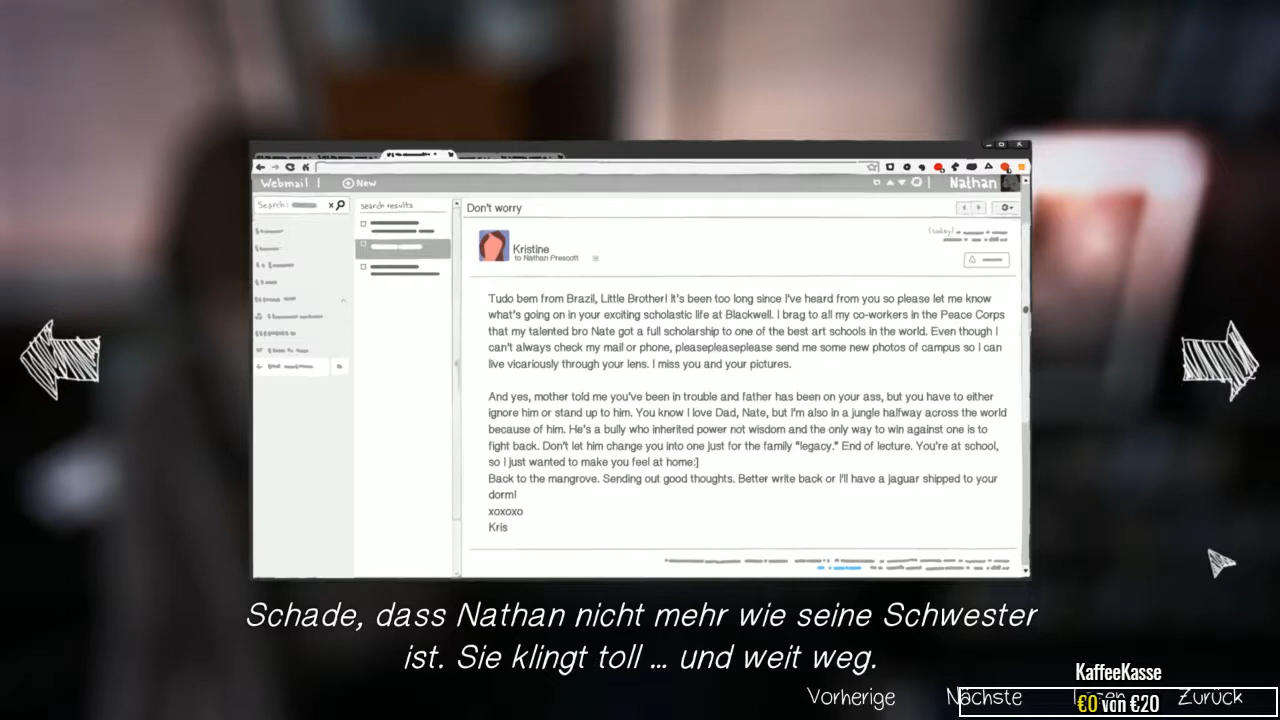 Webmail | New
Nathan
Search:
search results
Don't worry
(today)
Kristine
to Nathan Prescott
Tudo bem from Brazil, Little Brother! It's been too long since I've heard from you so please let me know
what's going on in your exciting scholastic life at Blackwell. I brag to all my co-workers in the Peace Corps
that my talented bro Nate got a full scholarship to one of the best art schools in the world. Even though I
can't always check my mail or phone, pleasepleaseplease send me some new photos of campus so I can
live vicariously through your lens. I miss you and your pictures.
And yes, mother told me you've been in trouble and father has been on your ass, but you have to either
ignore him or stand up to him. You know I love Dad, Nate, but I'm also in a jungle halfway across the world
because of him. He's a bully who inherited power not wisdom and the only way to win against one is to
fight back. Don't let him change you into one just for the family "legacy." End of lecture. You're at school,
so I just wanted to make you feel at home:]
Back to the mangrove. Sending out good thoughts. Better write back or I'll have a jaguar shipped to your
dorm!
xoxoxo
Kris
Schade, dass Nathan nicht mehr wie seine Schwester
ist. Sie klingt toll ... und weit weg.
KaffeeKasse
Vorherige Nächste Lesen Zurück
€0 von €20